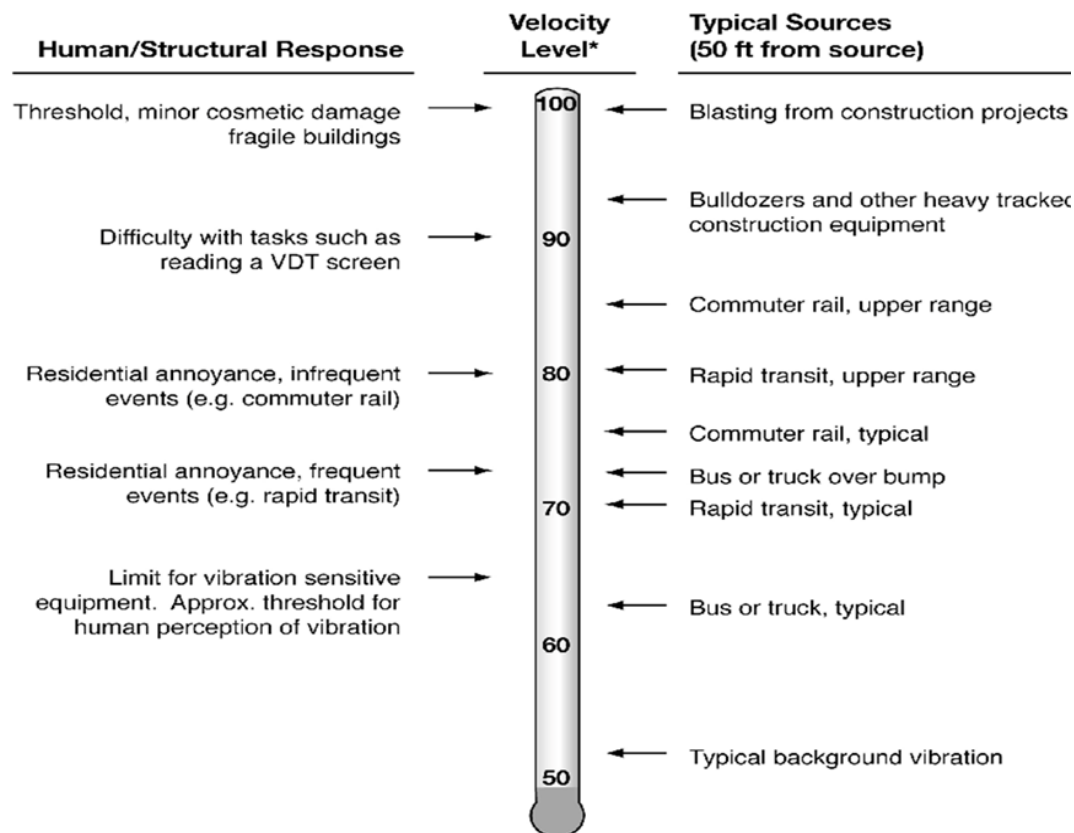 Human/Structural Response
Velocity
Level*
Typical Sources
(50 ft from source)
Threshold, minor cosmetic damage
fragile buildings
100
Blasting from construction projects
Bulldozers and other heavy tracked
construction equipment
Difficulty with tasks such as
reading a VDT screen
90
Commuter rail, upper range
Residential annoyance, infrequent
events (e.g. commuter rail)
80
Rapid transit, upper range
Commuter rail, typical
Residential annoyance, frequent
events (e.g. rapid transit)
Bus or truck over bump
70
Rapid transit, typical
Limit for vibration sensitive
equipment. Approx. threshold for
human perception of vibration
Bus or truck, typical
60
Typical background vibration
50